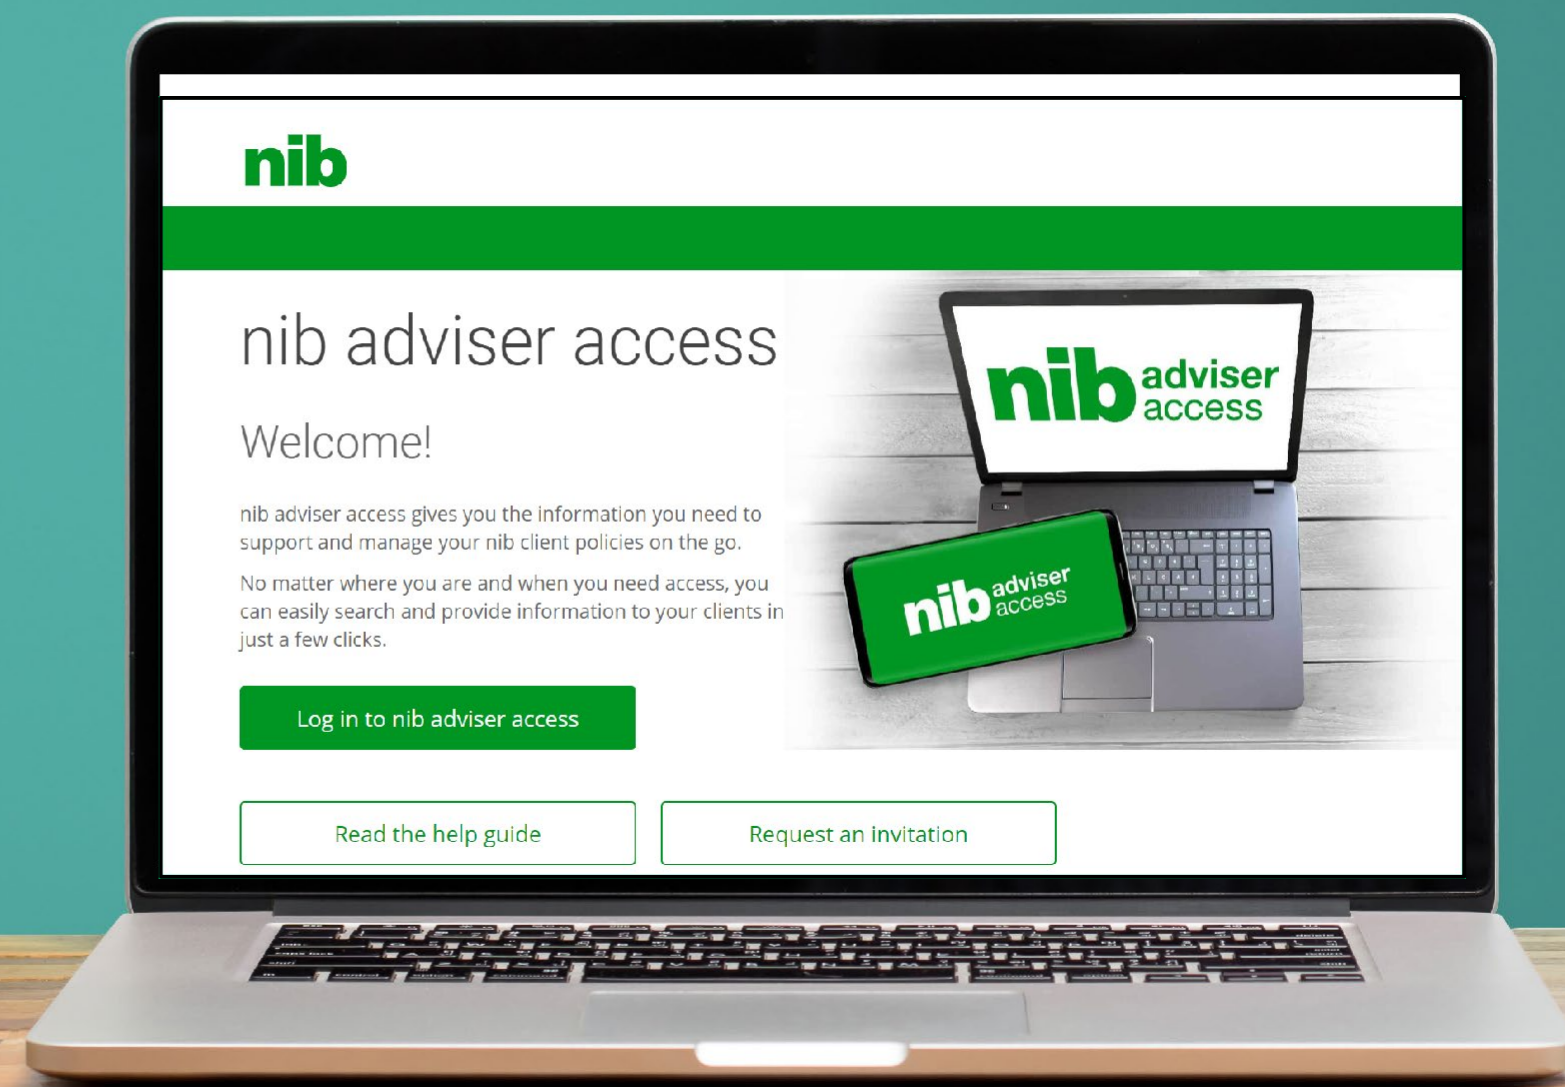 nib
nib adviser access
Welcome!
nib adviser access gives you the information you need to
support and manage your nib client policies on the go.
No matter where you are and when you need access, you
can easily search and provide information to your clients in
just a few clicks.
Log in to nib adviser access
Read the help guide
Request an invitation
nib adviser
access
nib adviser
access
control
option
command